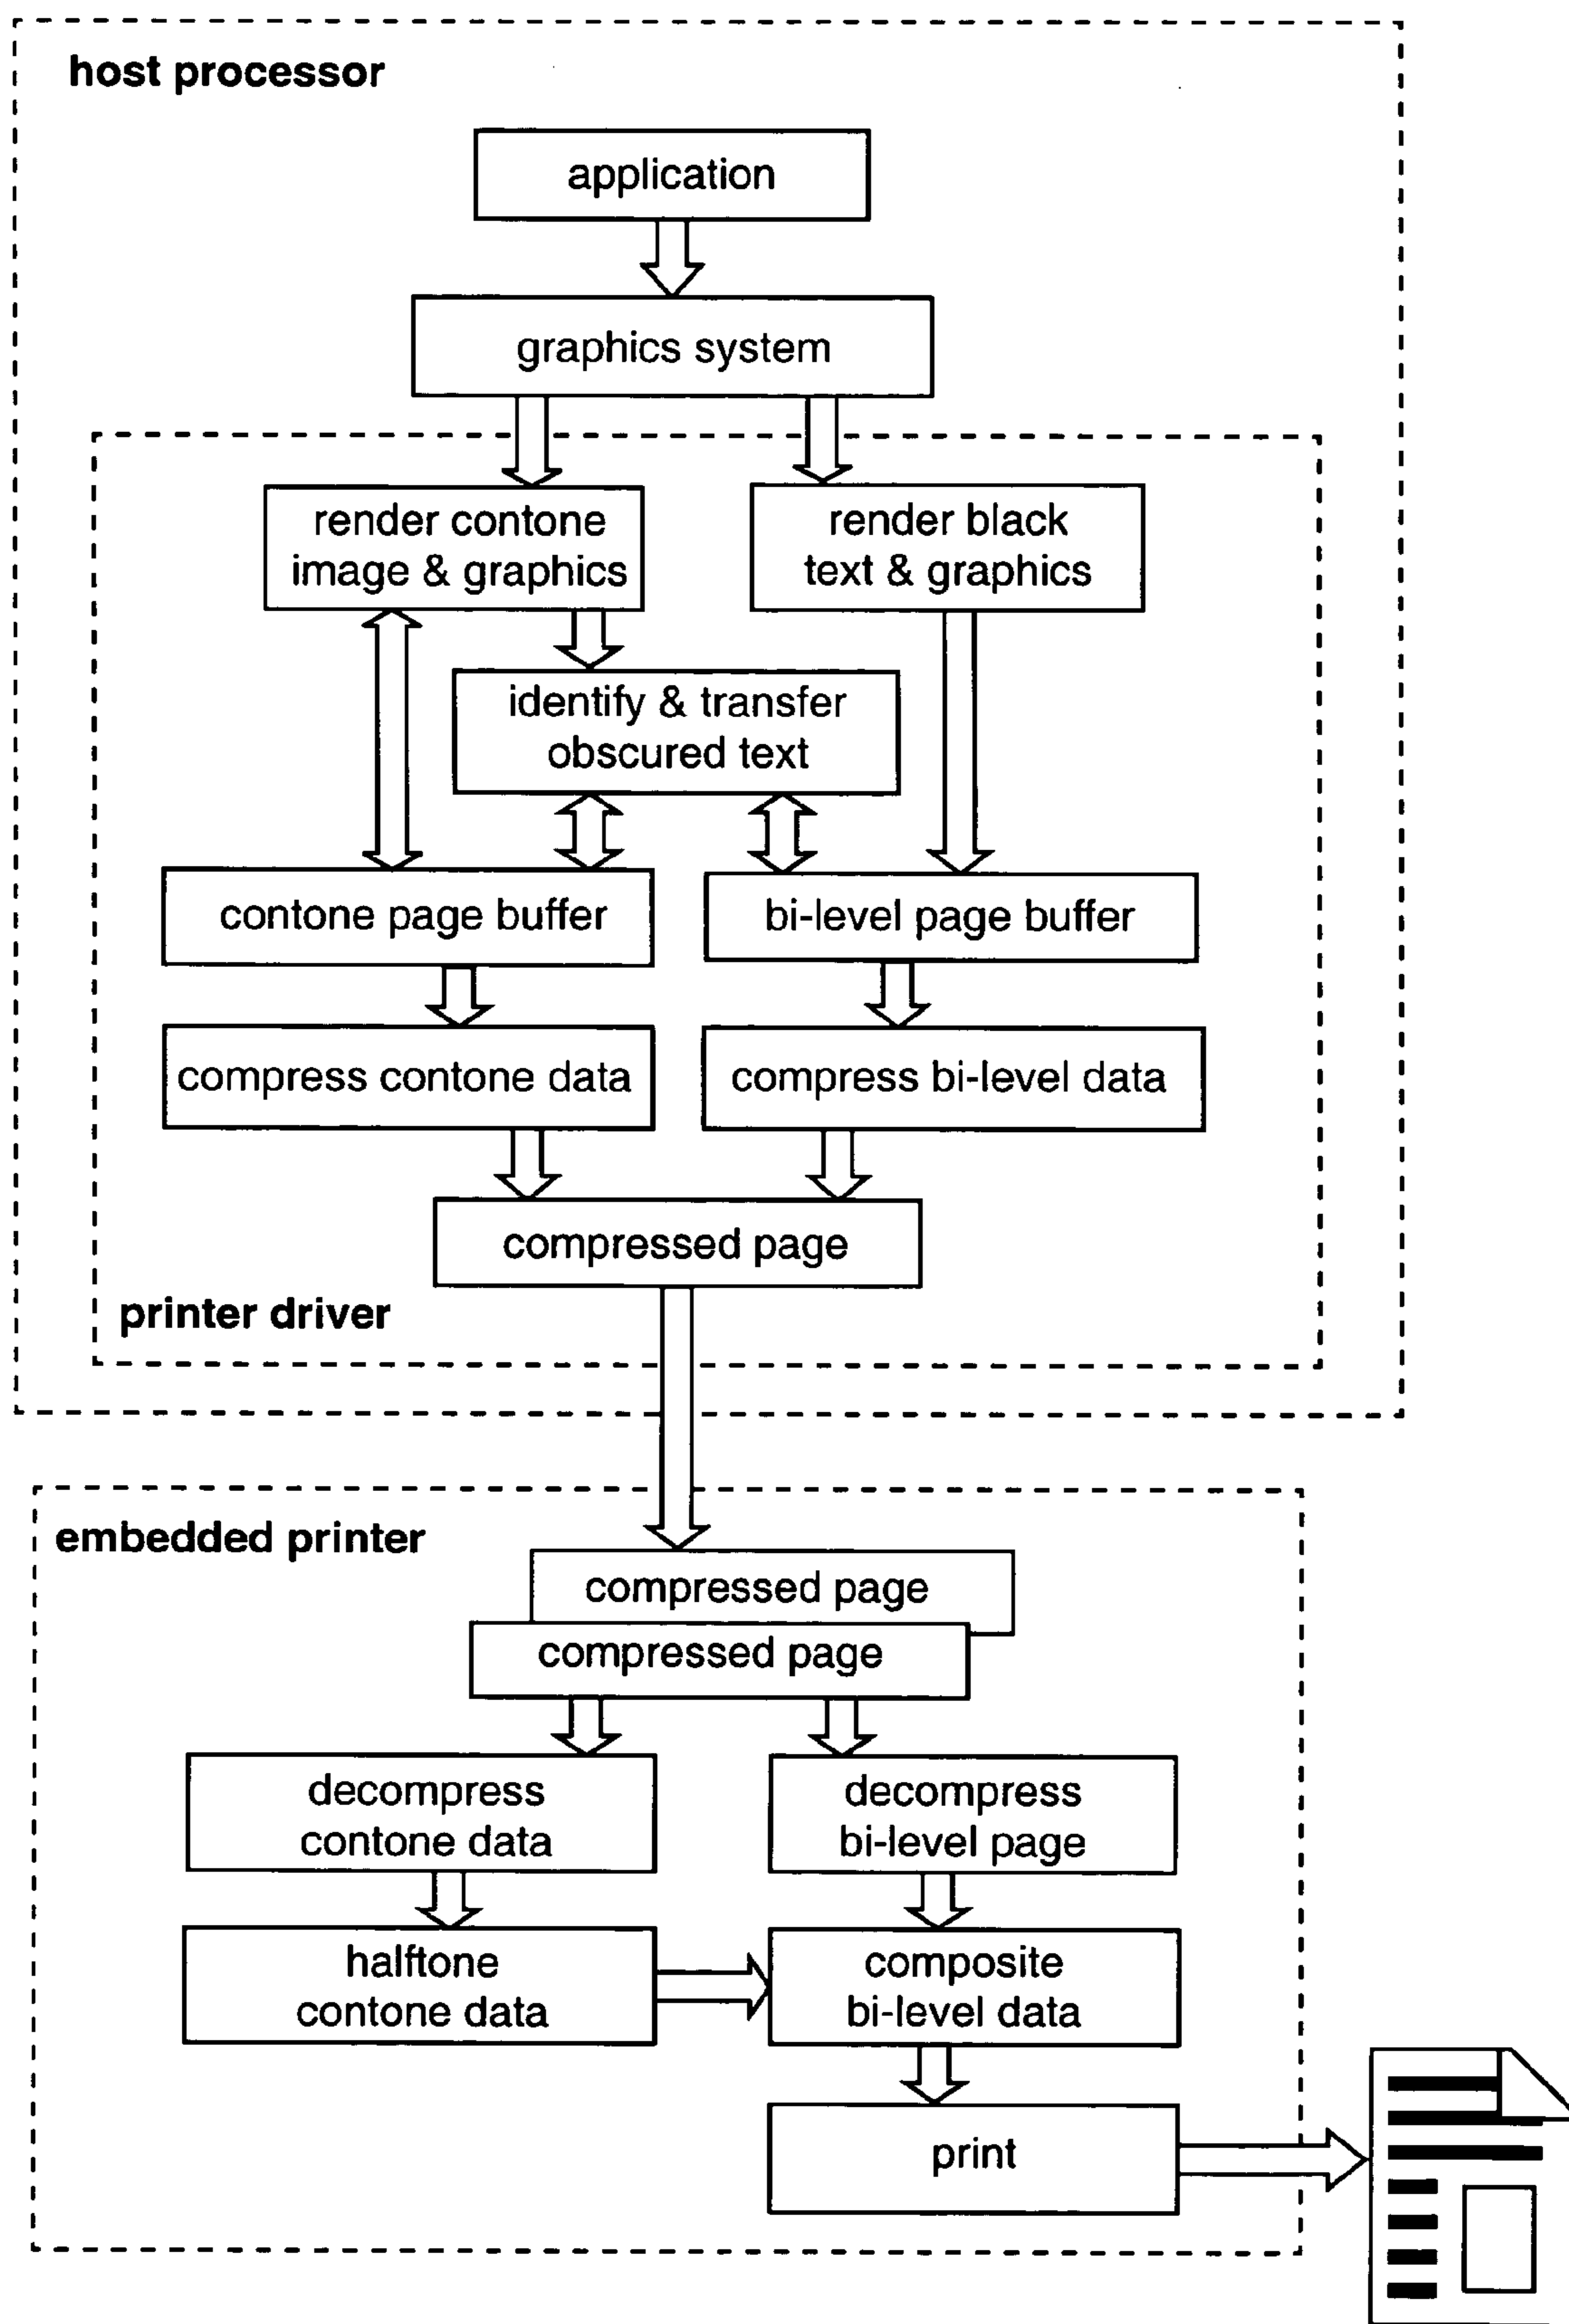 host processor
application
graphics system
render contone
image & graphics
render black
text & graphics
identify & transfer
obscured text
contone page buffer
bi-level page buffer
compress contone data
compress bi-level data
compressed page
printer driver
embedded printer
compressed page
compressed page
decompress
contone data
decompress
bi-level page
halftone
contone data
composite
bi-level data
print